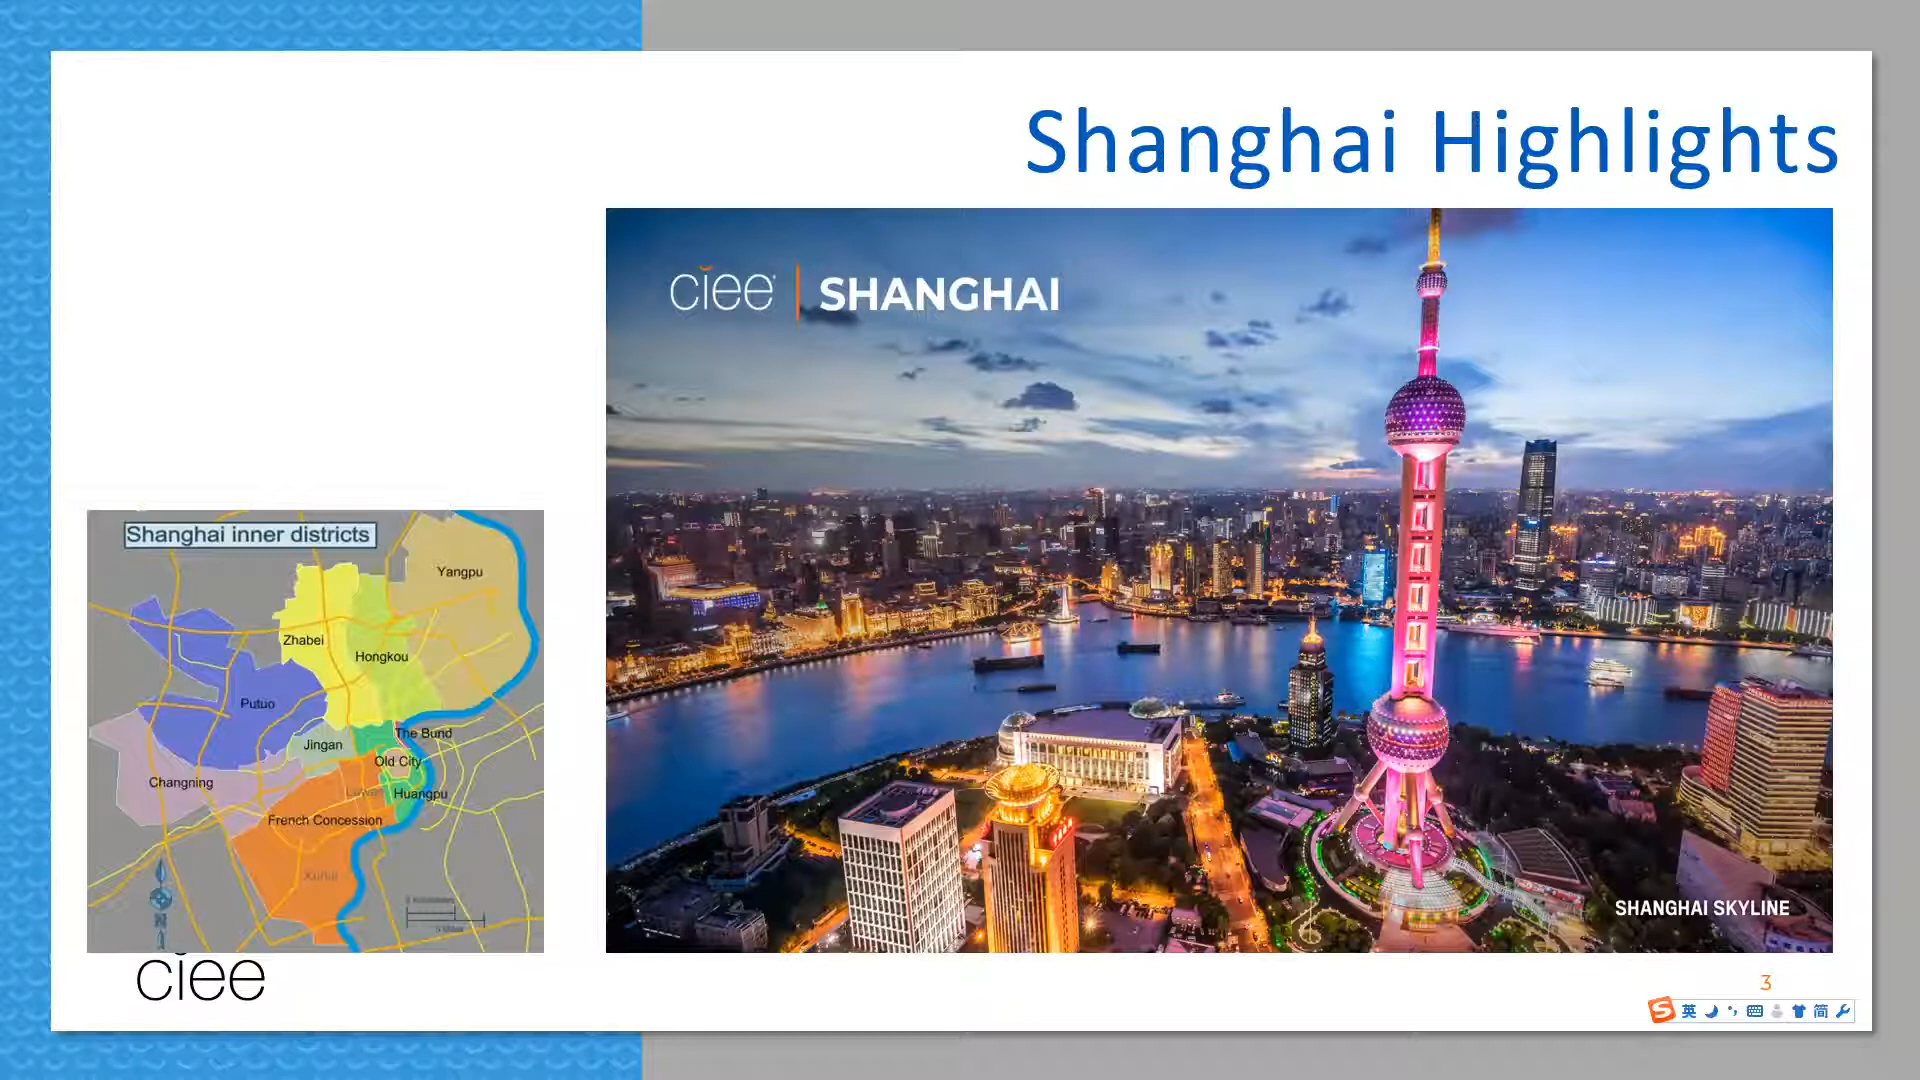 Shanghai Highlights
ciee
SHANGHAI
Shanghai inner districts
Yangpu
Zhabei
Hongkou
Putuo
The Bund
Jingan
Old City
Changning
Huangpu
French Concession
Xuhui
SHANGHAI SKYLINE
ciee
3
S 英 简